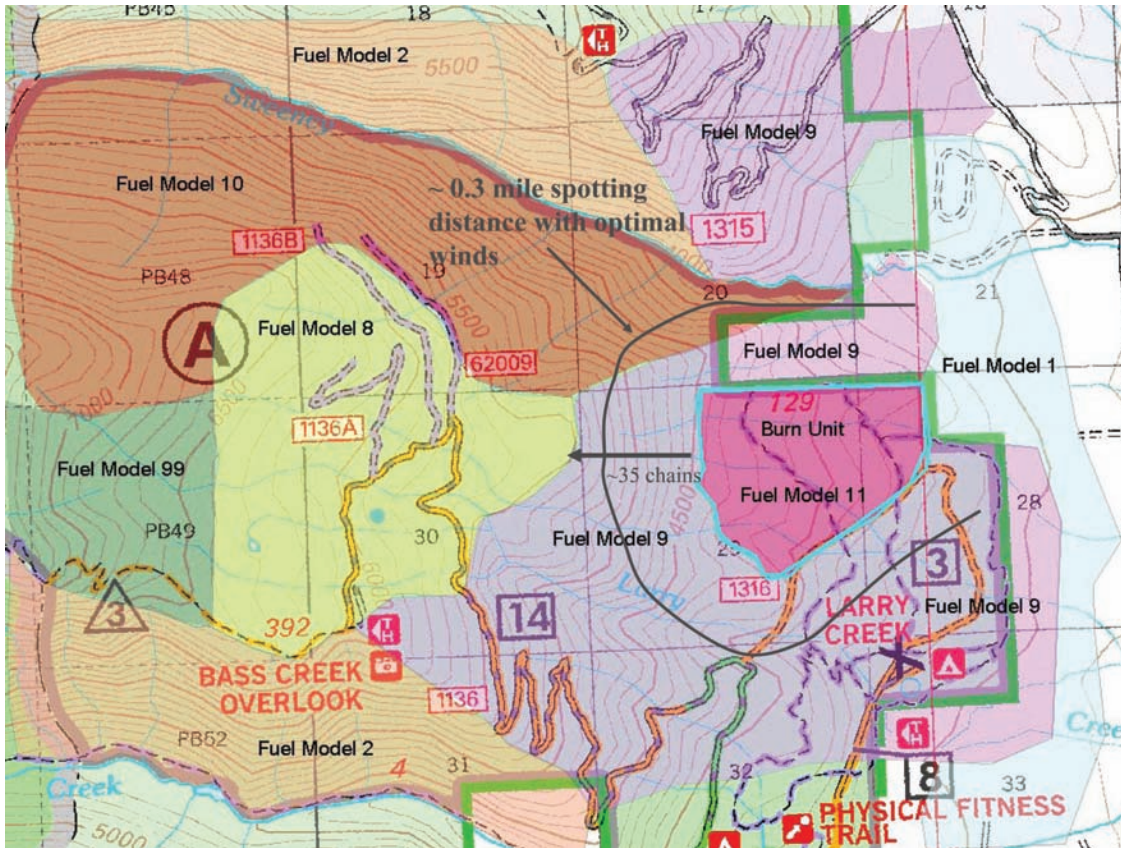 PB45
18
17
Fuel Model 2
5500
T
H
Sweeney
Fuel Model 9
Fuel Model 10
~ 0.3 mile spotting
distance with optimal
winds
1315
1136B
4000
19
PB48
20
21
5500
A
Fuel Model 8
62009
Fuel Model 9
Fuel Model 1
129
Burn Unit
1136A
Fuel Model 99
~35 chains
Fuel Model 11
4500
28
PB49
30
Fuel Model 9
3
1316
3
Larry
14
LARRY
CREEK
Fuel Model 9
392
T
H
BASS CREEK
OVERLOOK
1136
T
H
Creek
PB52
Fuel Model 2
4
31
32
8
33
Creek
5000
PHYSICAL FITNESS
TRAIL